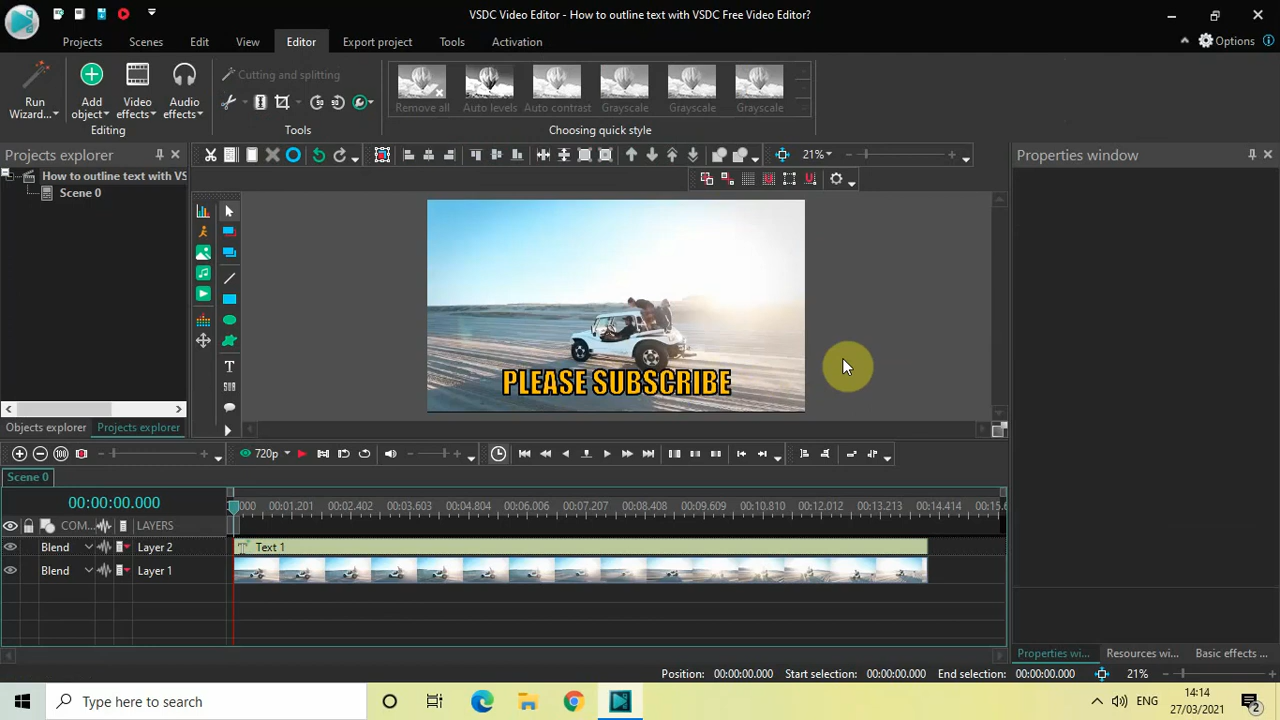 VSDC Video Editor - How to outline text with VSDC Free Video Editor?
Projects
Scenes
Edit
View
Editor
Export project
Tools
Activation
Options
Run
Wizard...
Add
object
Video
effects
Audio
effects
Editing
Cutting and splitting
Tools
Remove all
Auto levels
Auto contrast
Grayscale
Grayscale
Grayscale
Choosing quick style
Projects explorer
How to outline text with VS
Scene 0
21%
Properties window
PLEASE SUBSCRIBE
Objects explorer
Projects explorer
720p
Scene 0
00:00:00.000
000
00:01.201
00:02.402
00:03.603
00:04.804
00:06.006
00:07.207
00:08.408
00:09.609
00:10.810
00:12.012
00:13.213
00:14.414
00:15.6
COM...
LAYERS
Blend
Layer 2
Text 1
Blend
Layer 1
Properties wi...
Resources wi...
Basic effects ...
Position: 00:00:00.000
Start selection: 00:00:00.000
End selection: 00:00:00.000
21%
Type here to search
ENG
14:14
27/03/2021
2